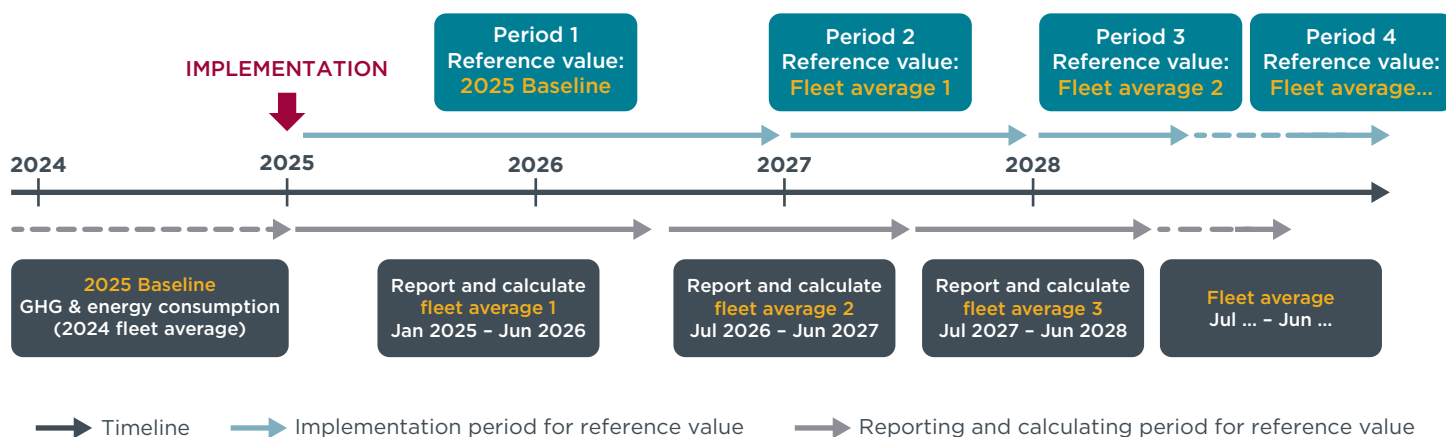 Period 1
Reference value:
2025 Baseline
Period 2
Reference value:
Fleet average 1
Period 3
Reference value:
Fleet average 2
Period 4
Reference value:
Fleet average...
IMPLEMENTATION
2024
2025
2026
2027
2028
2025 Baseline
GHG & energy consumption
(2024 fleet average)
Report and calculate
fleet average 1
Jan 2025 – Jun 2026
Report and calculate
fleet average 2
Jul 2026 – Jun 2027
Report and calculate
fleet average 3
Jul 2027 – Jun 2028
Fleet average
Jul ... – Jun ...
Timeline
Implementation period for reference value
Reporting and calculating period for reference value